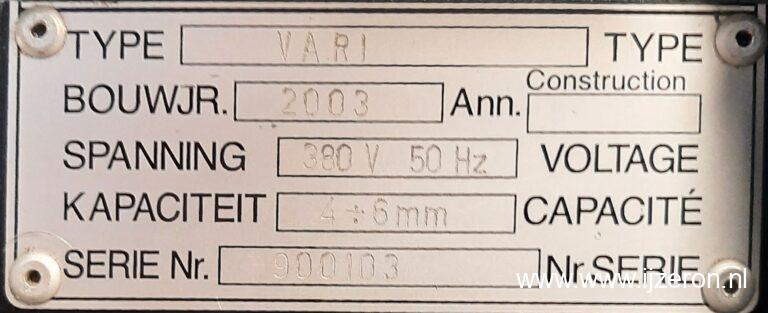 TYPE VARI TYPE
BOUWJR. 2003 Ann. Construction
SPANNING 380 V 50 Hz VOLTAGE
KAPACITEIT 4÷6mm CAPACITÉ
SERIE Nr. 900103 Nr. SERIE
www.ijzeron.nl